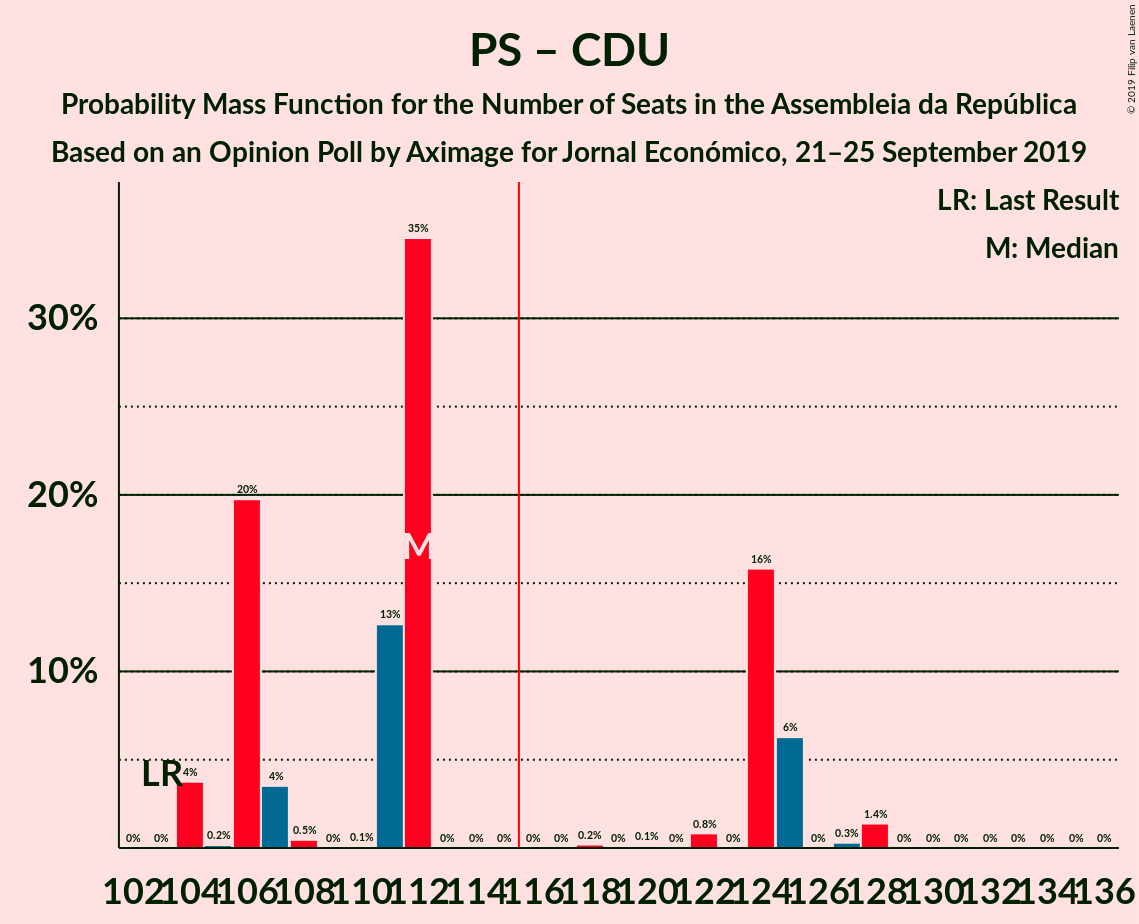 PS – CDU
Probability Mass Function for the Number of Seats in the Assembleia da República
Based on an Opinion Poll by Aximage for Jornal Económico, 21–25 September 2019
© 2019 Filip van Laenen
LR: Last Result
M: Median
30%
20%
10%
35%
20%
16%
13%
6%
4%
4%
1.4%
0% 0% 0.2% 0.5% 0% 0.1% 0% 0% 0% 0% 0% 0.2% 0% 0.1% 0% 0.8% 0% 0% 0.3% 0% 0% 0% 0% 0% 0% 0% 0%
M
LR
102 104 106 108 110 112 114 116 118 120 122 124 126 128 130 132 134 136